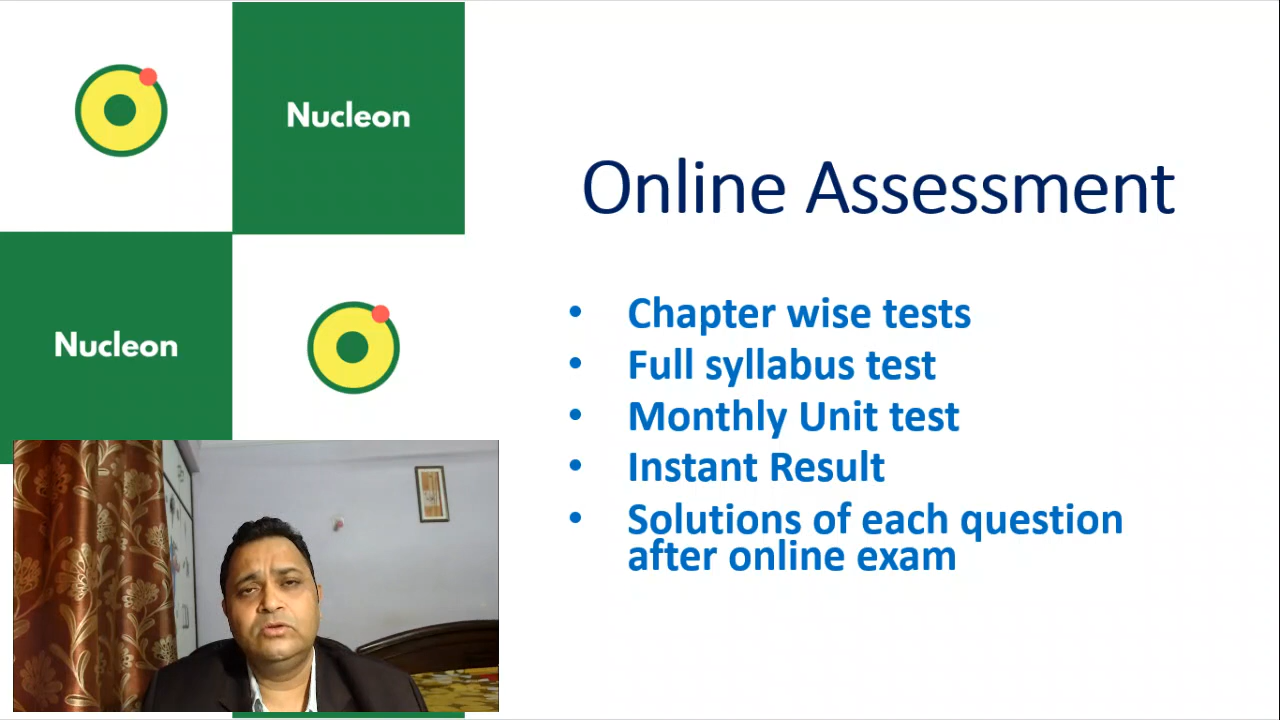 Nucleon
Online Assessment
Nucleon
• Chapter wise tests
• Full syllabus test
• Monthly Unit test
• Instant Result
• Solutions of each question
after online exam